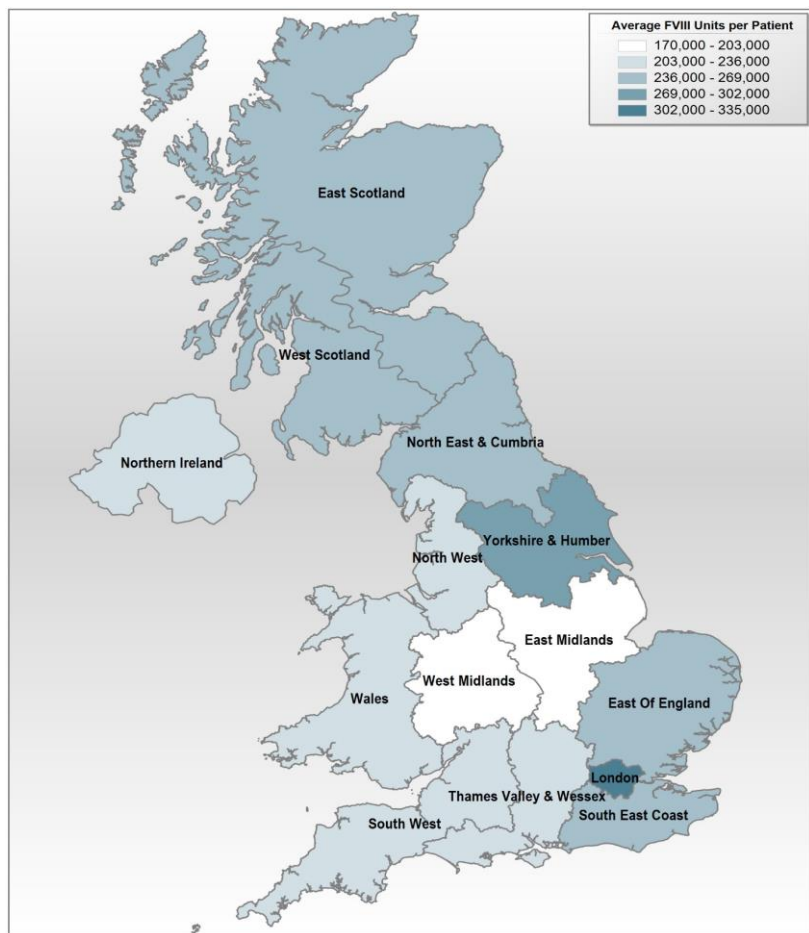 Average FVIII Units per Patient
170,000 - 203,000
203,000 - 236,000
236,000 - 269,000
269,000 - 302,000
302,000 - 335,000
East Scotland
West Scotland
North East & Cumbria
Northern Ireland
Yorkshire & Humber
North West
East Midlands
West Midlands
Wales
East Of England
London
Thames Valley & Wessex
South East Coast
South West